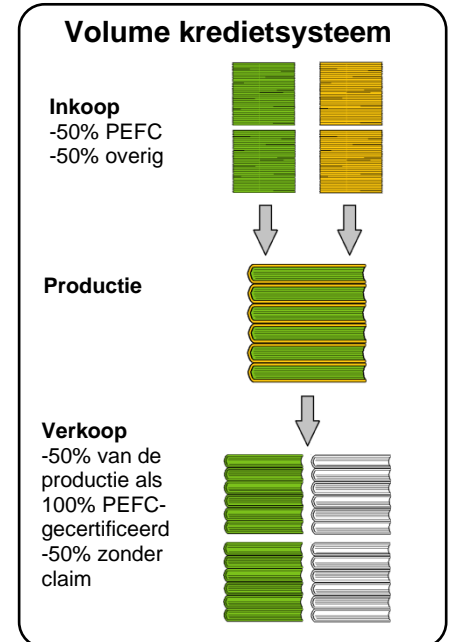 Volume kredietsysteem
Inkoop
-50% PEFC
-50% overig
Productie
Verkoop
-50% van de
productie als
100% PEFC-
gecertificeerd
-50% zonder
claim